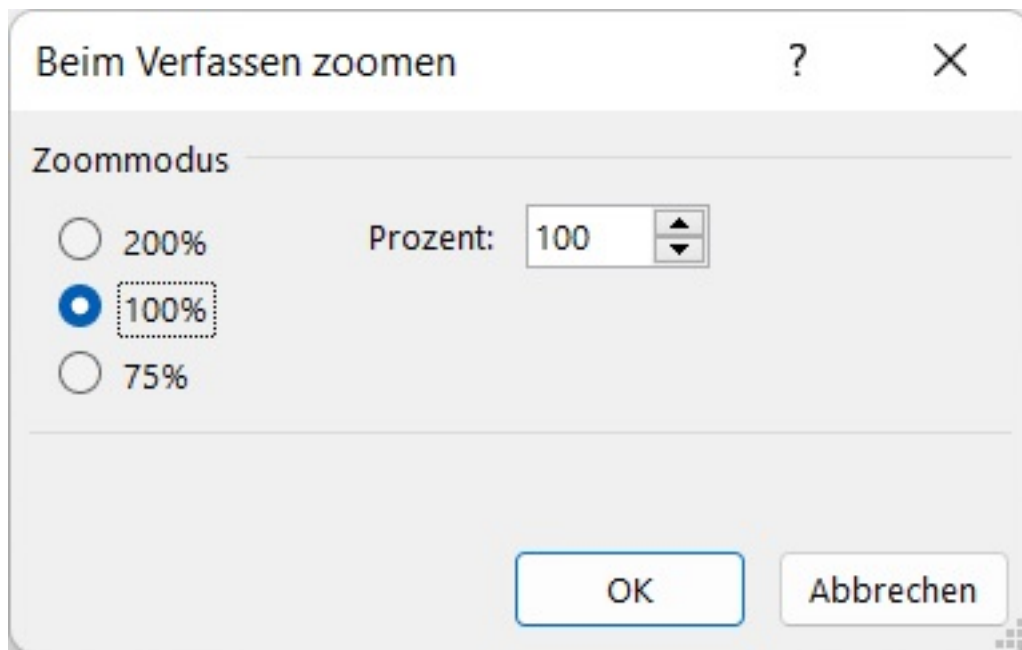 Beim Verfassen zoomen ?
Zoommodus
200% Prozent: 100
100%
75%
OK Abbrechen